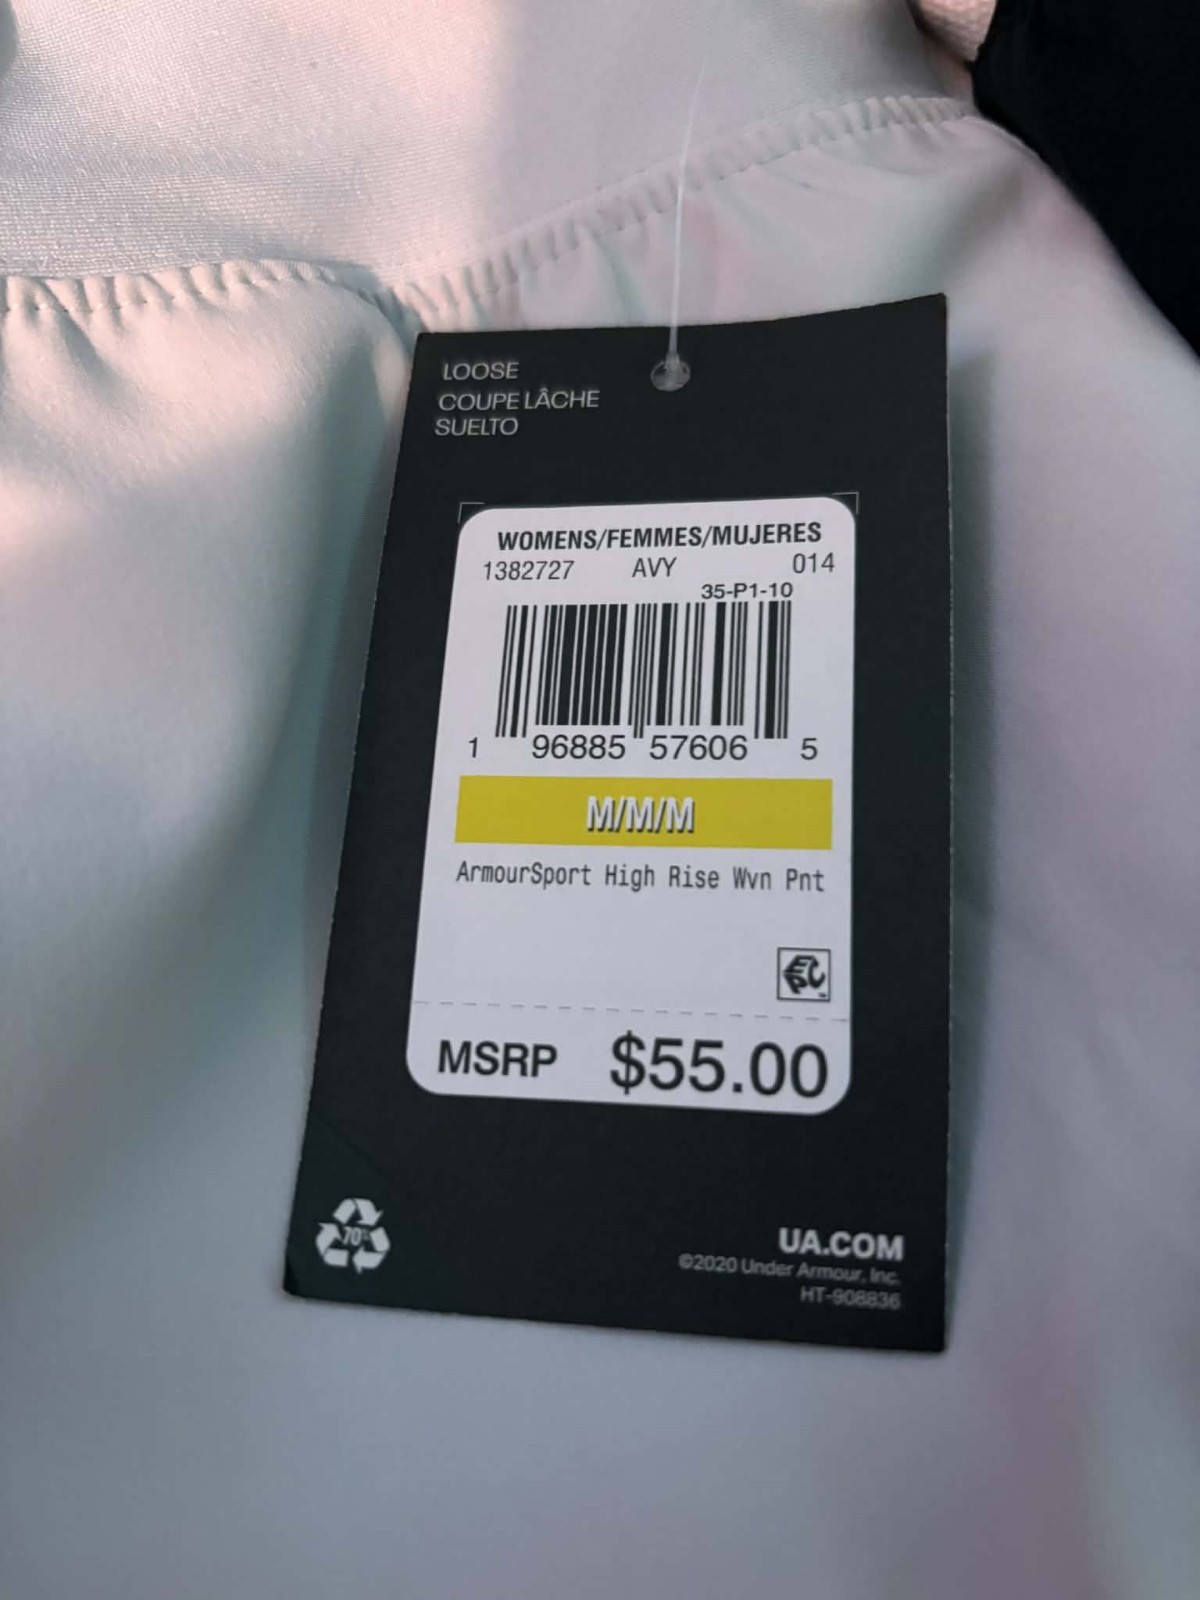 LOOSE
COUPE LÂCHE
SUELTO
WOMENS/FEMMES/MUJERES
1382727 AVY 014
35-P1-10
1 96885 57606 5
M/M/M
ArmourSport High Rise Wvn Pnt
EPC
MSRP $55.00
70%
UA.COM
©2020 Under Armour, Inc.
HT-908836